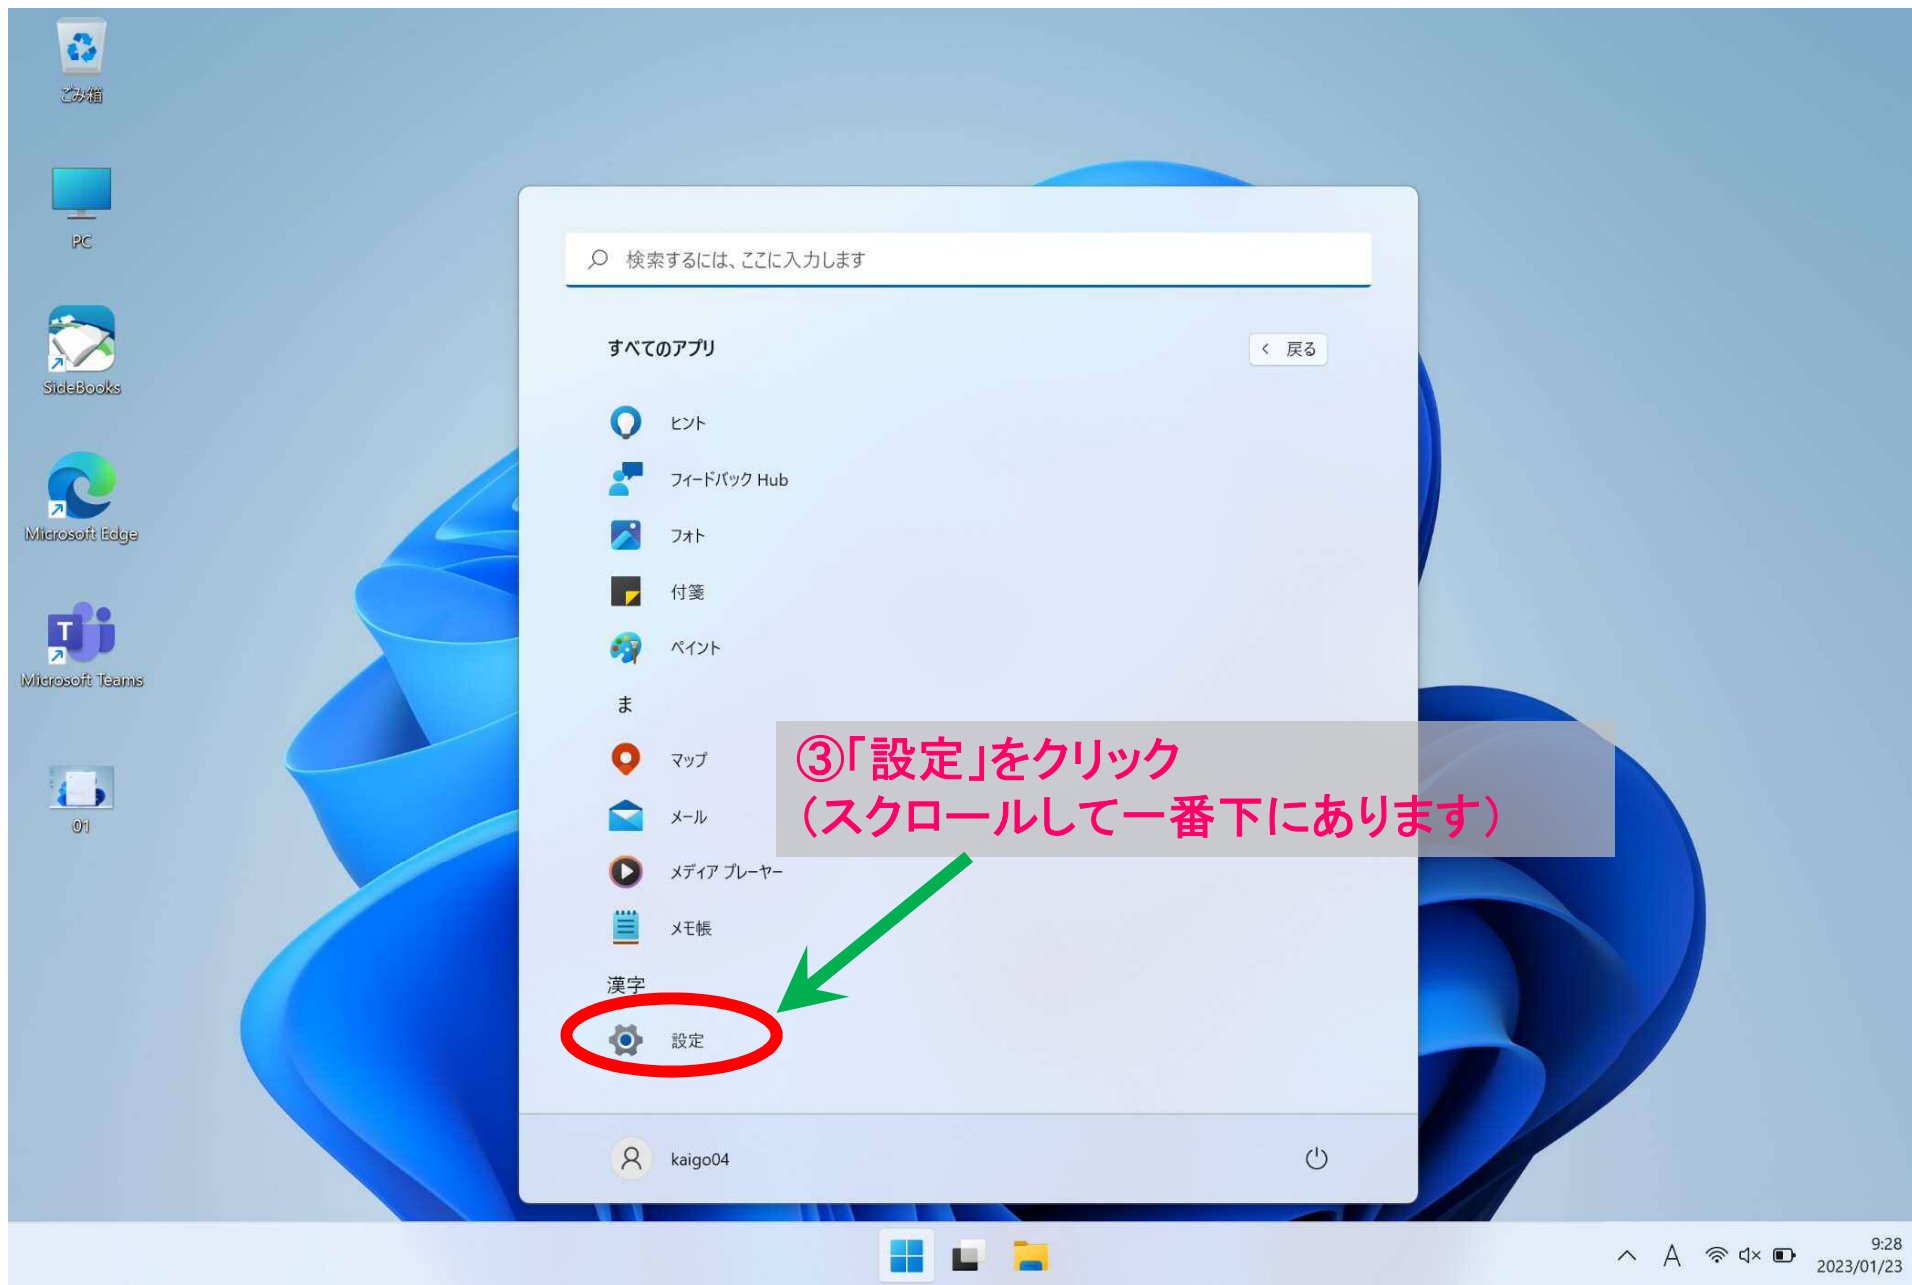 ごみ箱
PC
SideBooks
Microsoft Edge
Microsoft Teams
01
検索するには、ここに入力します
すべてのアプリ
戻る
ヒント
フィードバック Hub
フォト
付箋
ペイント
ま
マップ
メール
メディア プレーヤー
メモ帳
漢字
設定
③「設定」をクリック
（スクロールして一番下にあります）
kaigo04
A
9:28
2023/01/23